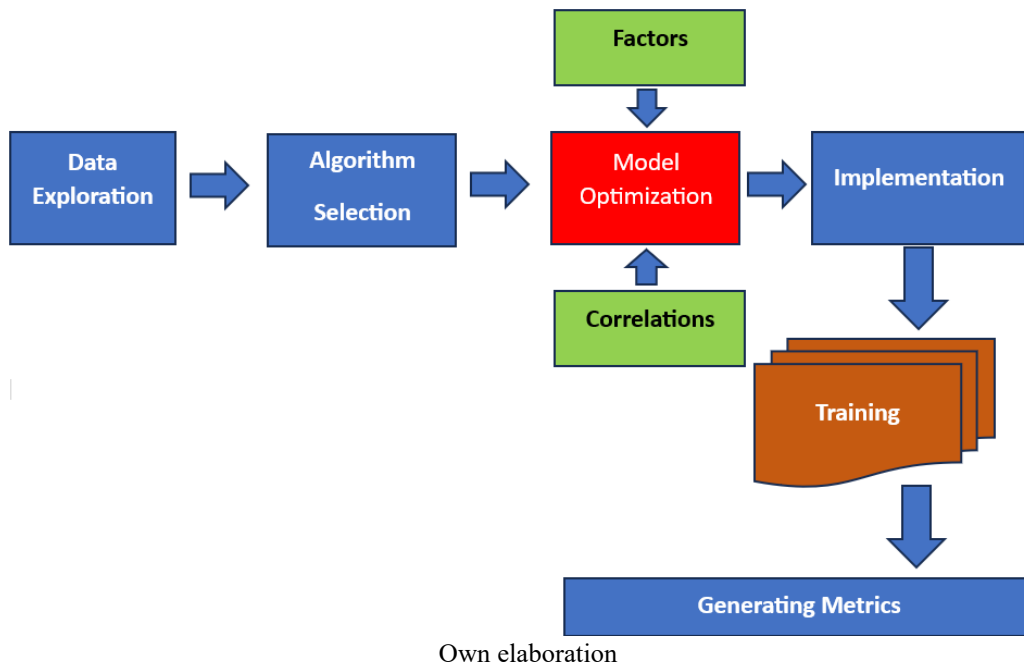 Factors
Data
Exploration
Algorithm
Selection
Model
Optimization
Implementation
Correlations
Training
Generating Metrics
Own elaboration